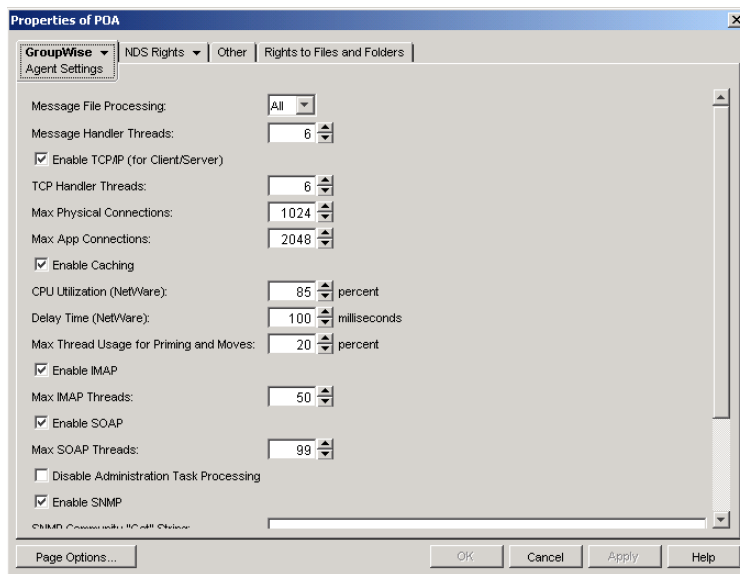 Properties of POA
GroupWise NDS Rights Other Rights to Files and Folders
Agent Settings
Message File Processing: All
Message Handler Threads: 6
Enable TCP/IP (for Client/Server)
TCP Handler Threads: 6
Max Physical Connections: 1024
Max App Connections: 2048
Enable Caching
CPU Utilization (NetWare): 85 percent
Delay Time (NetWare): 100 milliseconds
Max Thread Usage for Priming and Moves: 20 percent
Enable IMAP
Max IMAP Threads: 50
Enable SOAP
Max SOAP Threads: 99
Disable Administration Task Processing
Enable SNMP
SNMP Community "Get" String:
Page Options... OK Cancel Apply Help